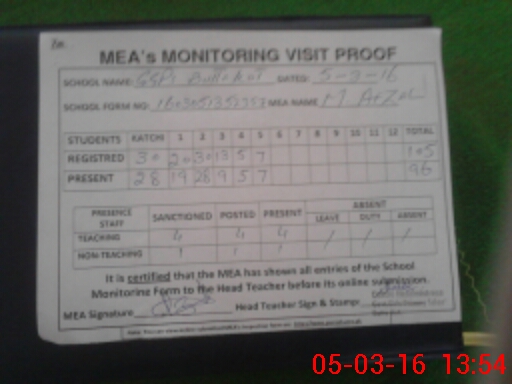 MEA's MONITORING VISIT PROOF
SCHOOL NAME: GGPS DATED: 5-3-16
SCHOOL FORM NO: MEA NAME M AFZAL
STUDENTS KATCHI 1 2 3 4 5 6 7 8 9 10 11 12 TOTAL
REGISTRED 30 20 30 13 5 7 105
PRESENT 28 19 28 9 5 7 96
PRESENCE STAFF SANCTIONED POSTED PRESENT ABSENT
LEAVE DUTY ABSENT
TEACHING 4 4 4 / / /
NON-TEACHING 1 1 1
It is certified that the MEA has shown all entries of the School
Monitoring Form to the Head Teacher before its online submission.
MEA Signature Head Teacher Sign & Stamp:
05-03-16 13:54